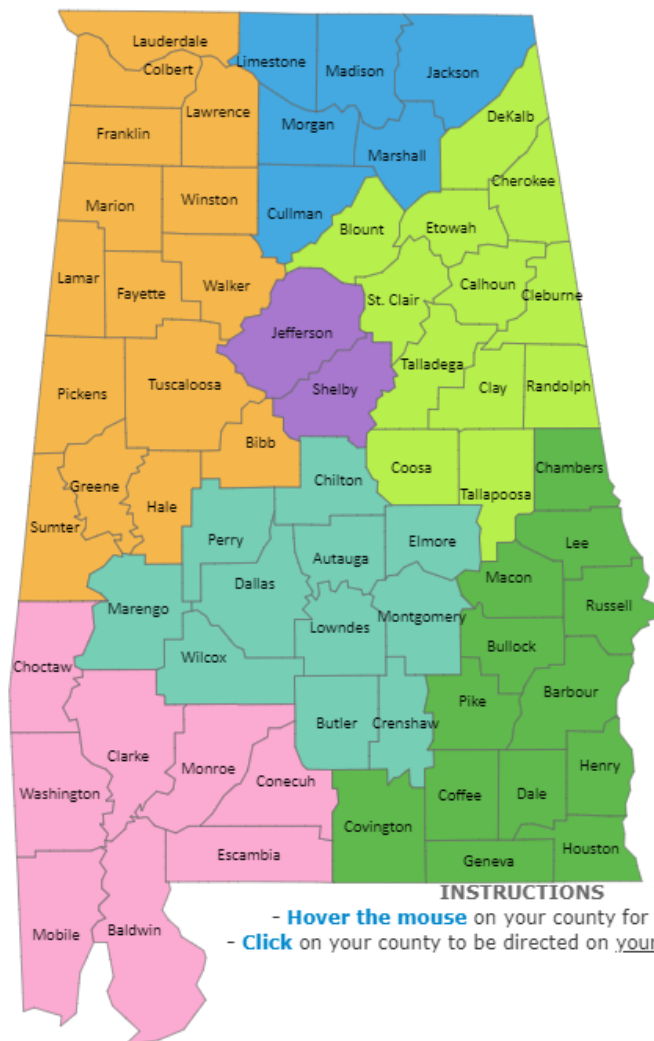 Lauderdale
Limestone
Madison
Jackson
Colbert
Lawrence
Morgan
DeKalb
Franklin
Marshall
Cherokee
Marion
Winston
Cullman
Blount
Etowah
Lamar
Fayette
Walker
St. Clair
Calhoun
Cleburne
Jefferson
Talladega
Pickens
Tuscaloosa
Shelby
Clay
Randolph
Bibb
Coosa
Chambers
Greene
Hale
Chilton
Tallapoosa
Sumter
Perry
Autauga
Elmore
Lee
Dallas
Macon
Marengo
Lowndes
Montgomery
Russell
Choctaw
Wilcox
Bullock
Butler
Crenshaw
Pike
Barbour
Clarke
Monroe
Conecuh
Washington
Coffee
Dale
Henry
Covington
Escambia
Geneva
Houston
Mobile
Baldwin
INSTRUCTIONS
- Hover the mouse on your county for
- Click on your county to be directed on your